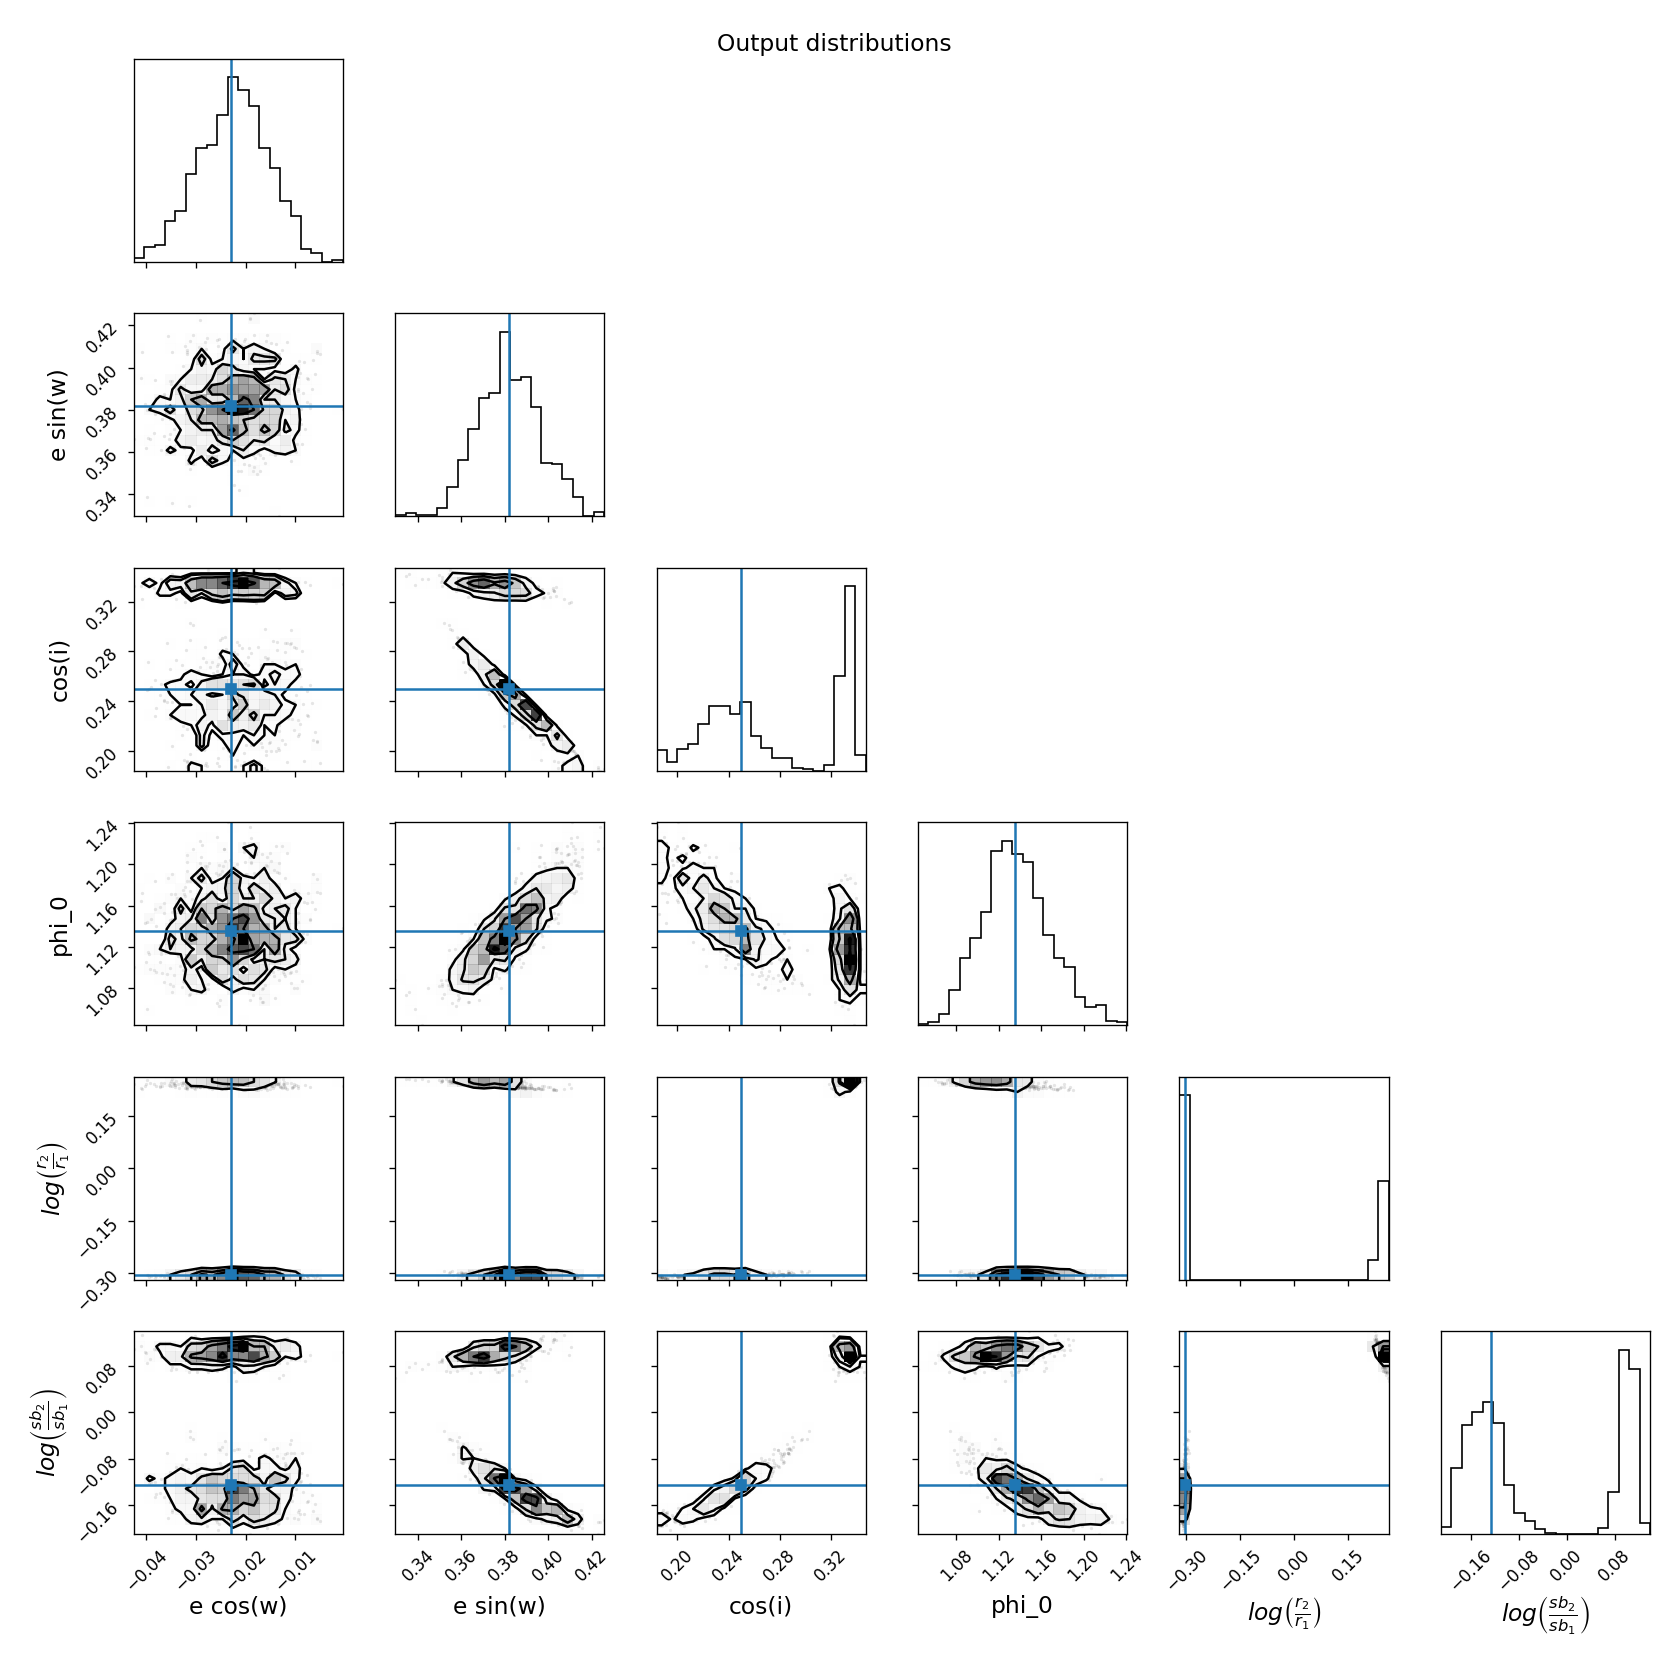 Output distributions
e sin(w)
0.42
0.40
0.38
0.36
0.34
cos(i)
0.32
0.28
0.24
0.20
phi_0
1.24
1.20
1.16
1.12
1.08
log(r2/r1)
0.15
0.00
−0.15
−0.30
log(sb2/sb1)
0.08
0.00
−0.08
−0.16
−0.04 −0.03 −0.02 −0.01
e cos(w)
0.34 0.36 0.38 0.40 0.42
e sin(w)
0.20 0.24 0.28 0.32
cos(i)
1.08 1.12 1.16 1.20 1.24
phi_0
−0.30 −0.15 0.00 0.15
log(r2/r1)
−0.16 −0.08 0.00 0.08
log(sb2/sb1)